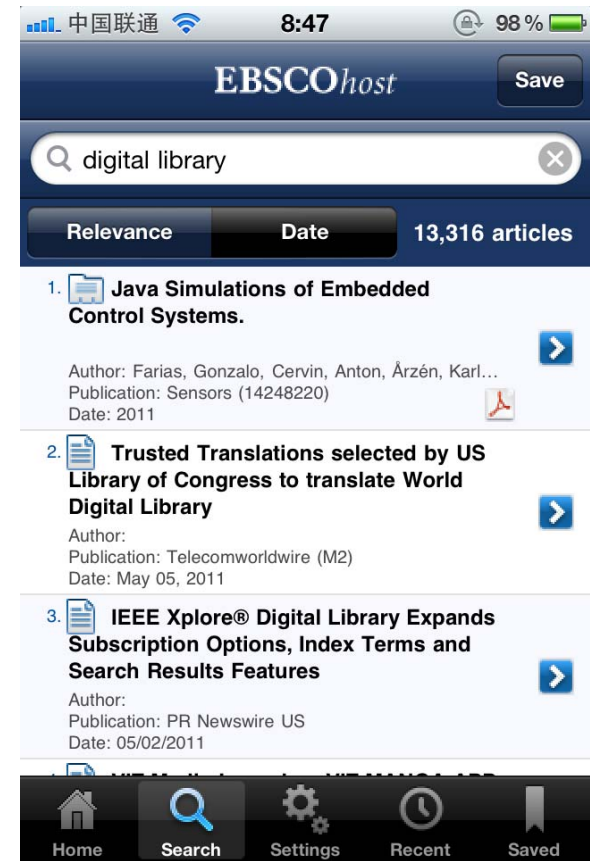 中国联通 8:47 98%
EBSCOhost Save
digital library
Relevance Date 13,316 articles
1. Java Simulations of Embedded
Control Systems.
Author: Farias, Gonzalo, Cervin, Anton, Årzén, Karl...
Publication: Sensors (14248220)
Date: 2011
2. Trusted Translations selected by US
Library of Congress to translate World
Digital Library
Author:
Publication: Telecomworldwire (M2)
Date: May 05, 2011
3. IEEE Xplore® Digital Library Expands
Subscription Options, Index Terms and
Search Results Features
Author:
Publication: PR Newswire US
Date: 05/02/2011
Home Search Settings Recent Saved